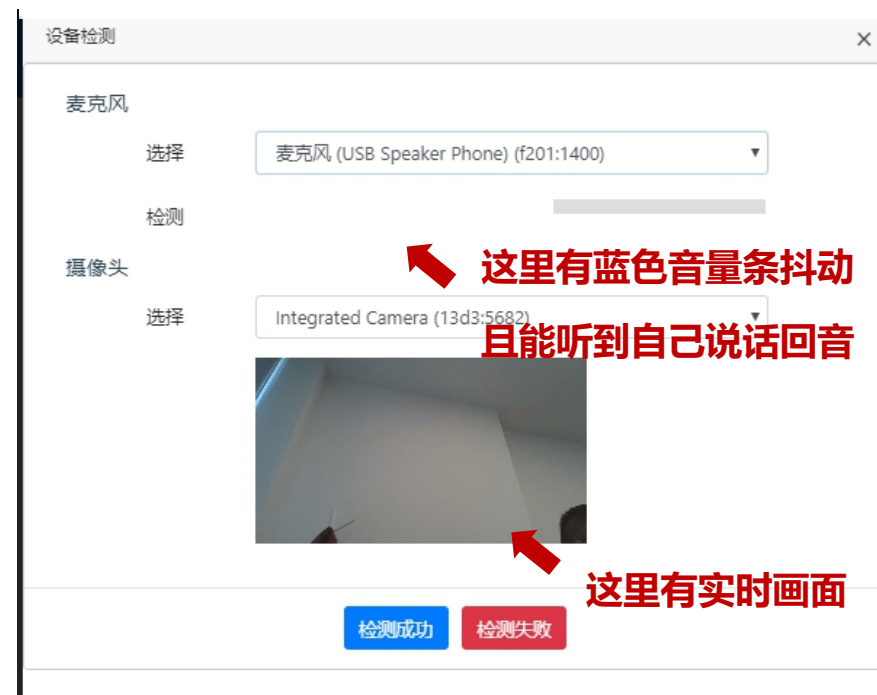 设备检测
×
麦克风
选择
麦克风 (USB Speaker Phone) (f201:1400)
检测
这里有蓝色音量条抖动
摄像头
选择
Integrated Camera (13d3:5682)
且能听到自己说话回音
这里有实时画面
检测成功
检测失败